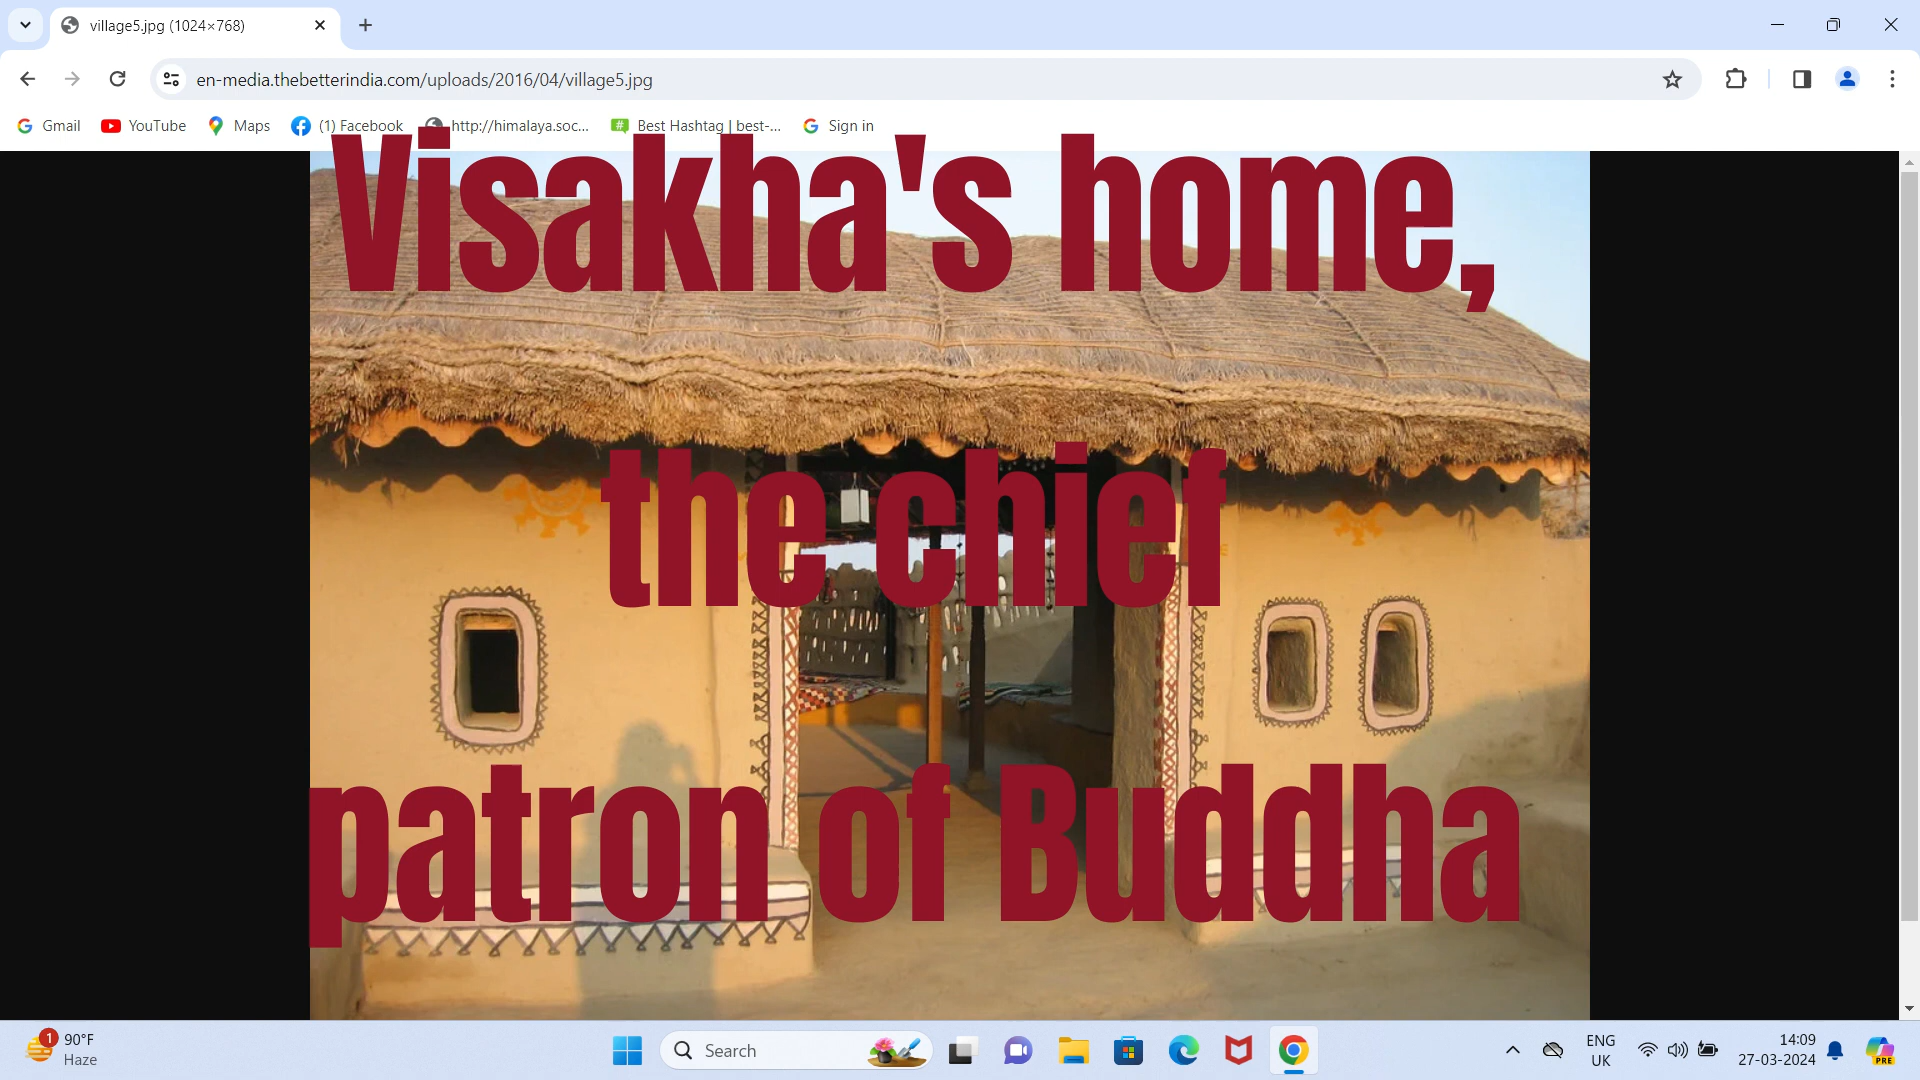 village5.jpg (1024×768)
en-media.thebetterindia.com/uploads/2016/04/village5.jpg
Gmail
YouTube
Maps
(1) Facebook
http://himalaya.soc...
Best Hashtag | best-...
Sign in
Visakha's home,
the chief
patron of Buddha
1
90°F
Haze
Search
ENG
UK
14:09
27-03-2024
PRE